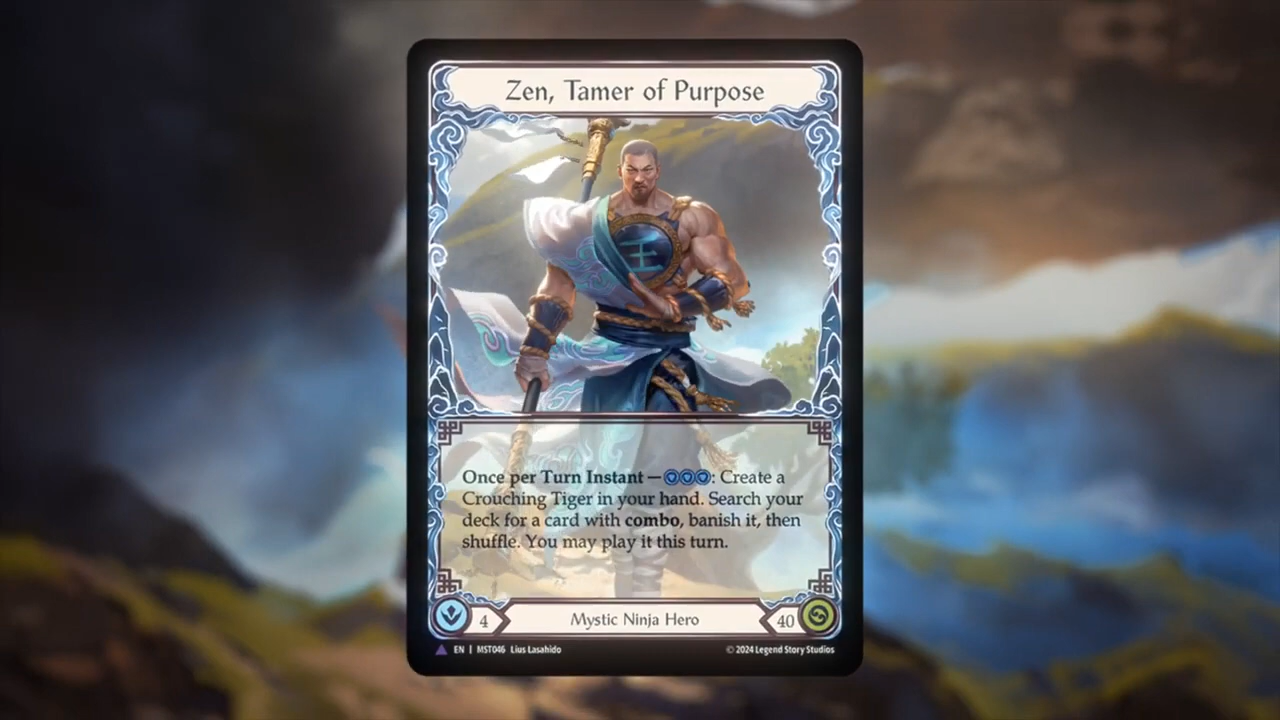 Zen, Tamer of Purpose
王
Once per Turn Instant — : Create a
Crouching Tiger in your hand. Search your
deck for a card with combo, banish it, then
shuffle. You may play it this turn.
4
Mystic Ninja Hero
40
EN | MST046 Lius Lasahido
© 2024 Legend Story Studios